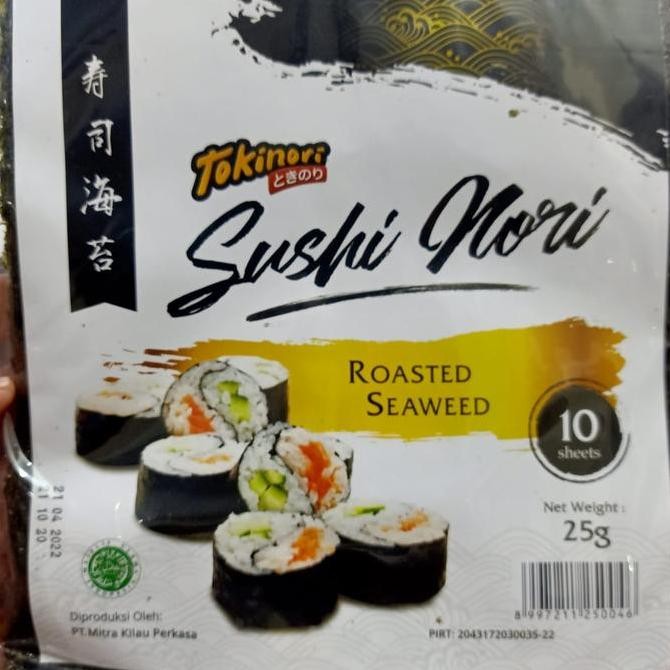 寿司海苔
Tokinori
ときのり
Sushi Nori
ROASTED
SEAWEED
10
sheets
Net Weight :
25g
21 04 2022
21 10 20
Diproduksi Oleh:
PT.Mitra Kilau Perkasa
8 997211 250046
PIRT: 2043172030035-22